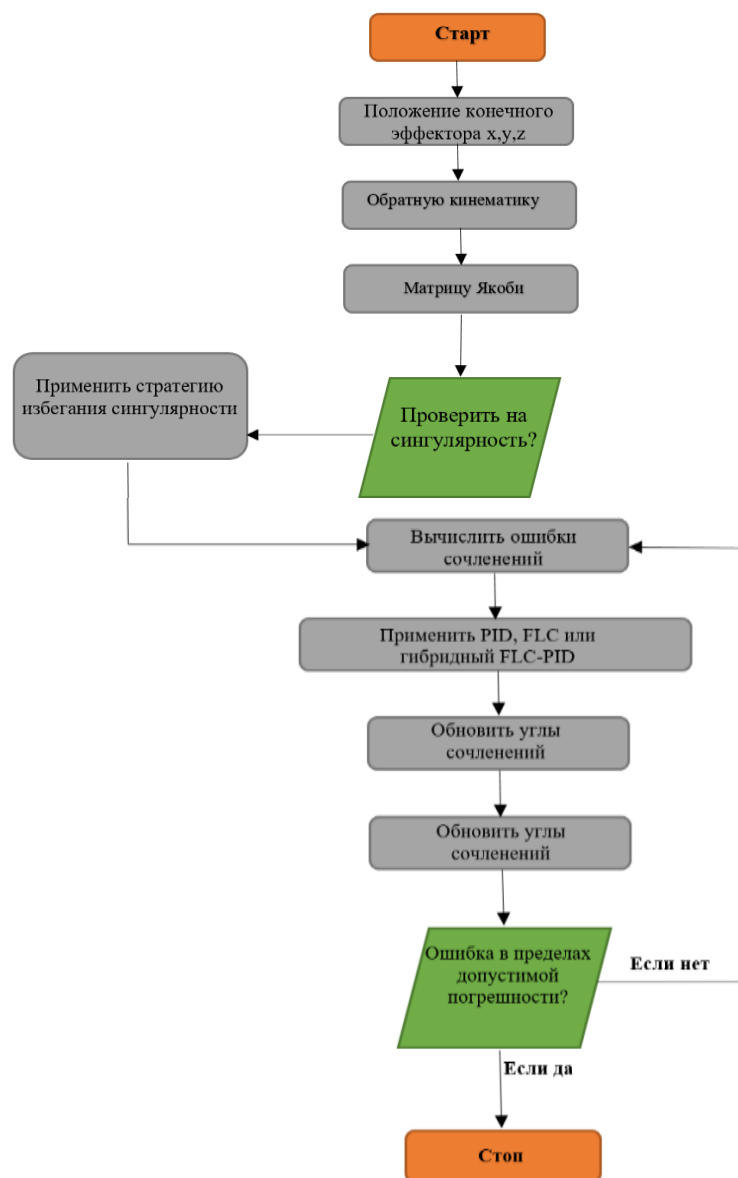 Старт
Положение конечного
эффектора x,y,z
Обратную кинематику
Матрицу Якоби
Применить стратегию
избегания сингулярности
Проверить на
сингулярность?
Вычислить ошибки
сочленений
Применить PID, FLC или
гибридный FLC-PID
Обновить углы
сочленений
Обновить углы
сочленений
Ошибка в пределах
допустимой
погрешности?
Если нет
Если да
Стоп